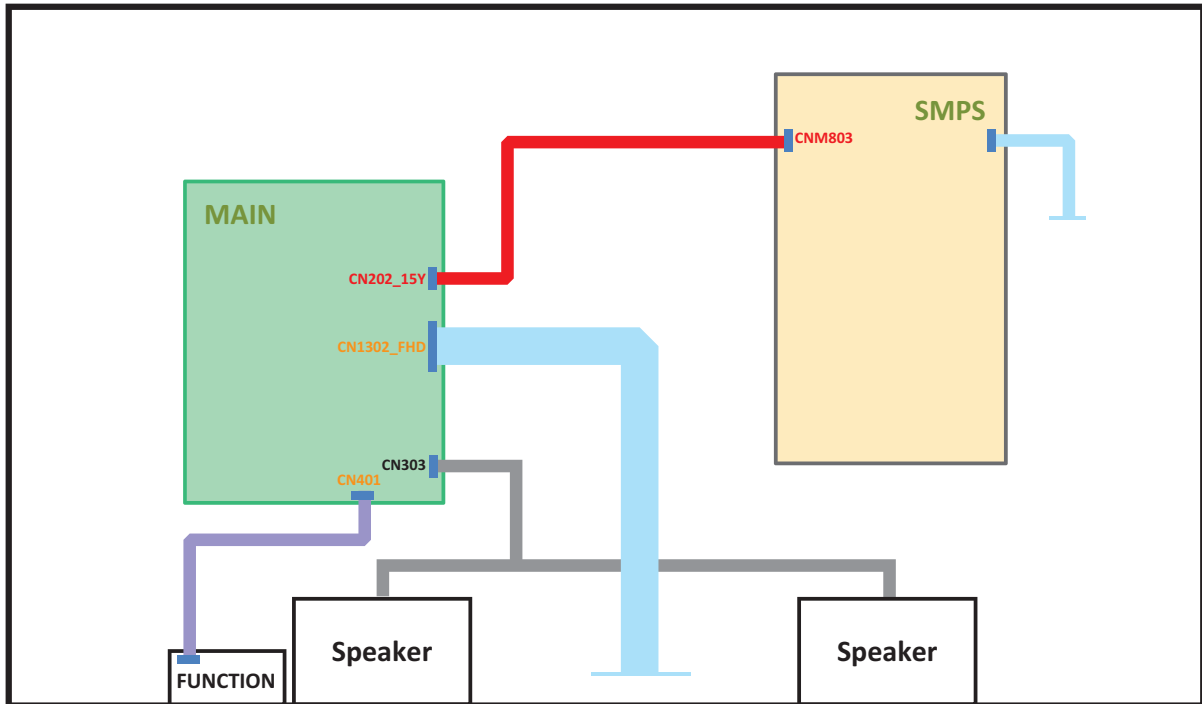 SMPS
CNM803
MAIN
CN202_15Y
CN1302_FHD
CN303
CN401
Speaker
Speaker
FUNCTION